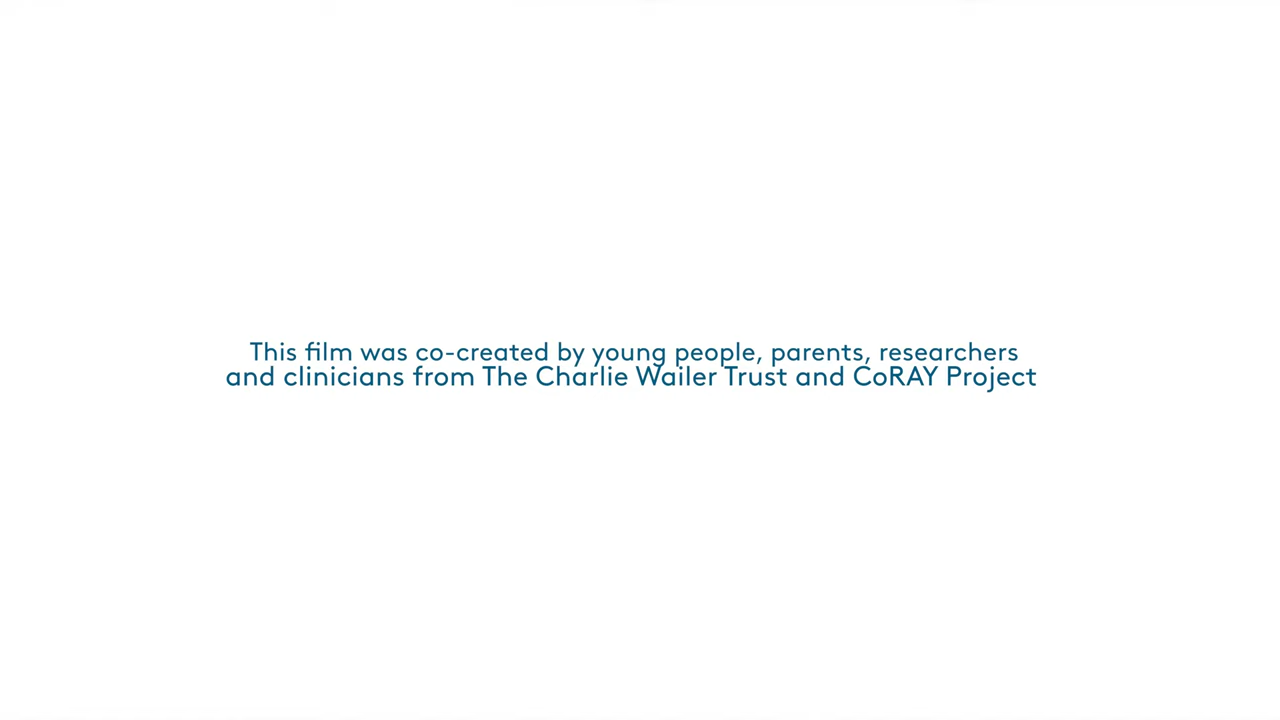 This film was co-created by young people, parents, researchers
and clinicians from The Charlie Wailer Trust and CoRAY Project